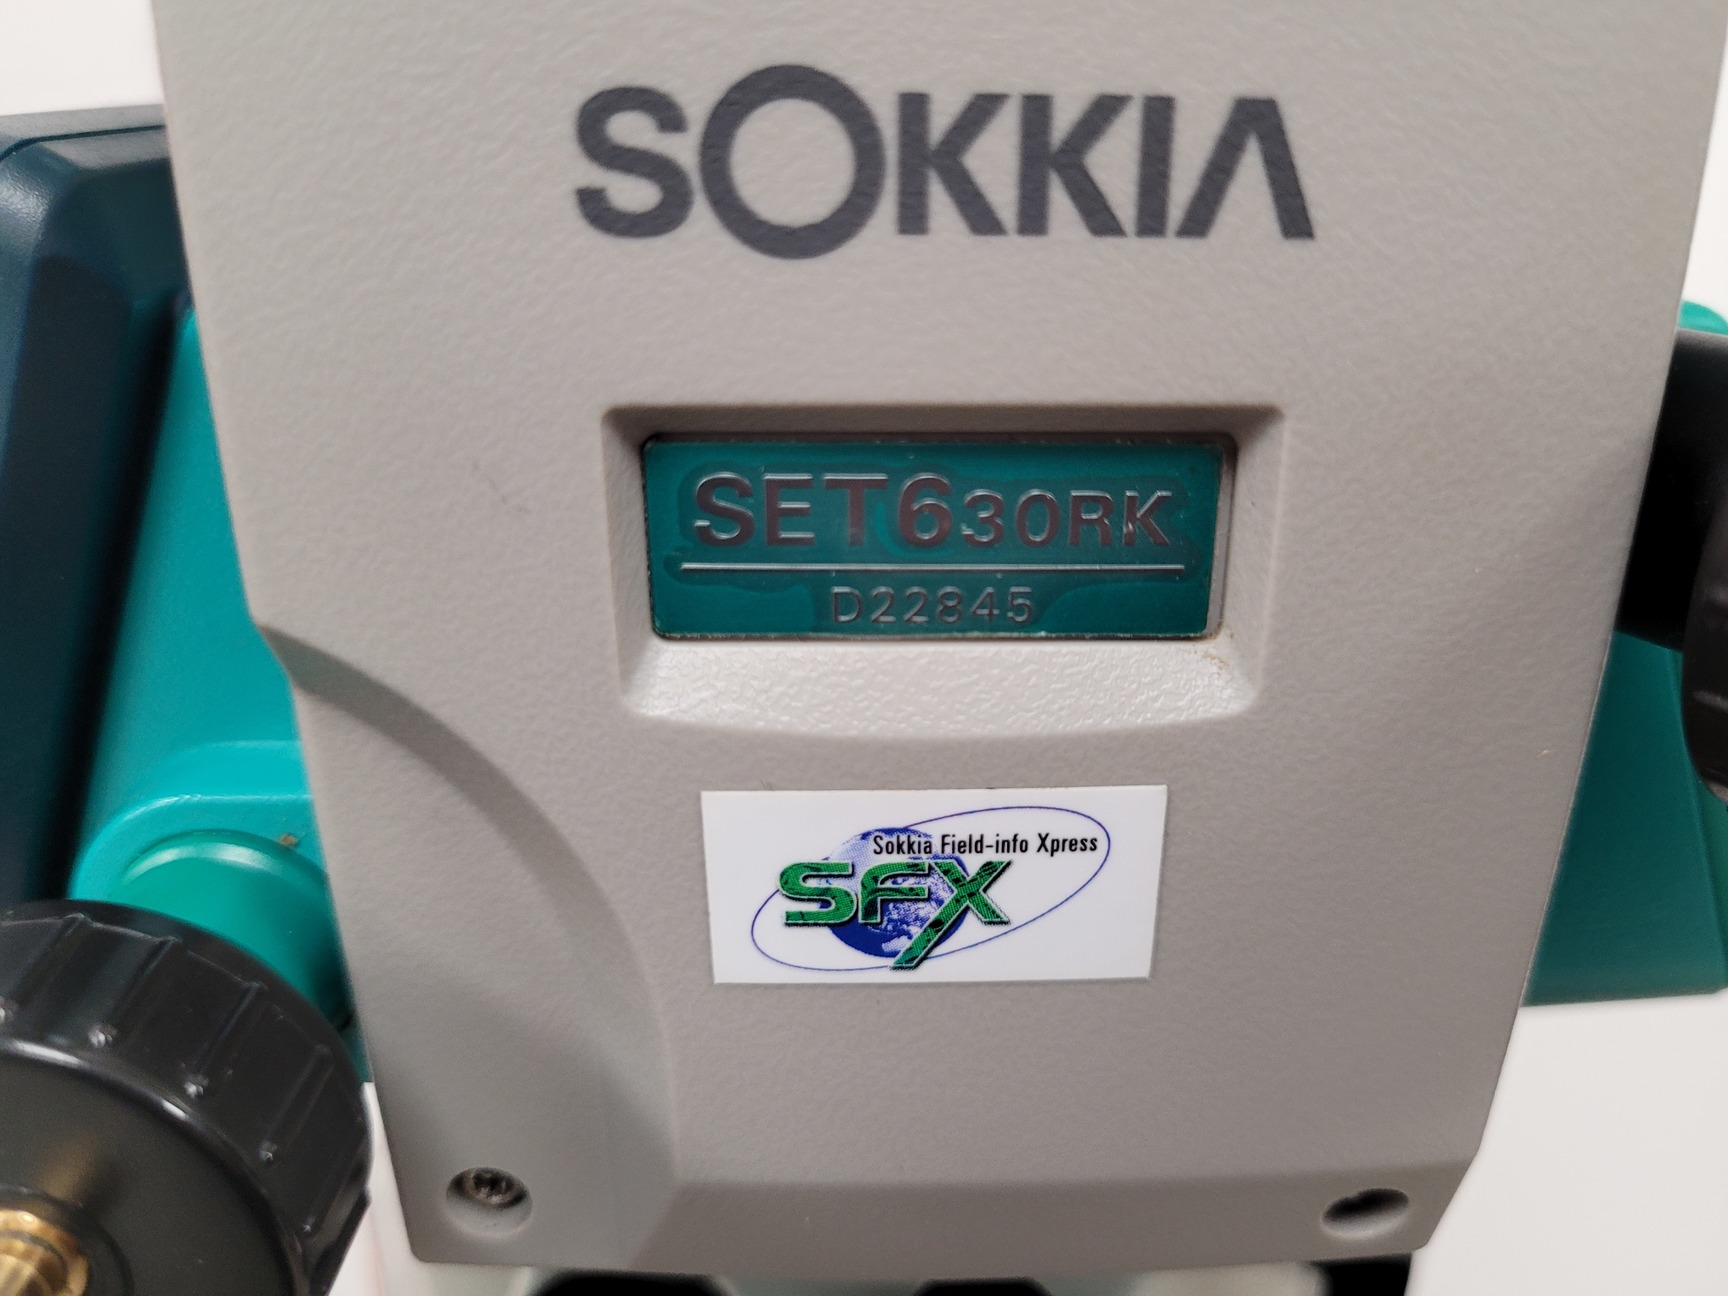 SOKKIA
SET630RK
D22845
Sokkia Field-info Xpress
SFX